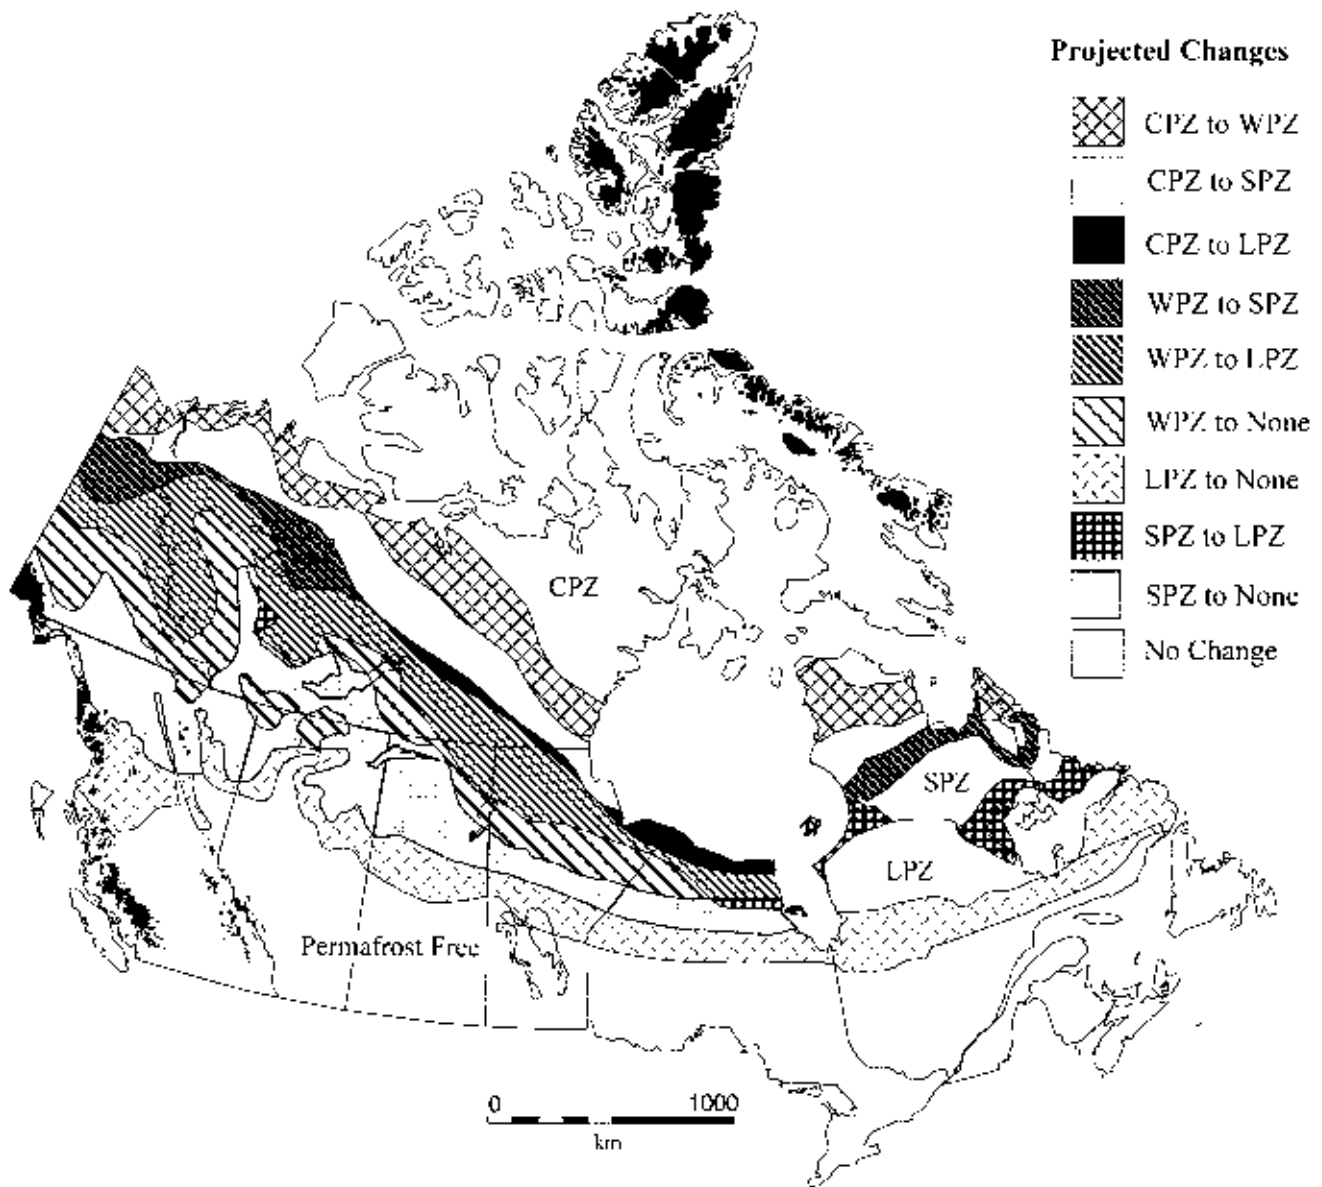 Projected Changes
CPZ to WPZ
CPZ to SPZ
CPZ to LPZ
WPZ to SPZ
WPZ to LPZ
WPZ to None
LPZ to None
SPZ to LPZ
SPZ to None
No Change
CPZ
SPZ
LPZ
Permafrost Free
0 1000
km